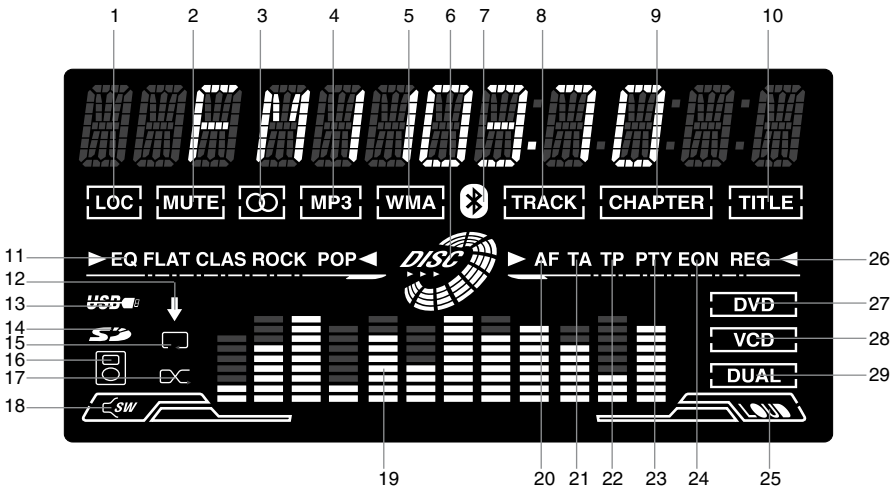 1 2 3 4 5 6 7 8 9 10
FM1 103.70
LOC MUTE MP3 WMA TRACK CHAPTER TITLE
11 EQ FLAT CLAS ROCK POP DISC AF TA TP PTY EON REG 26
12
13 USB DVD 27
14 SD
15 VCD 28
16
17 DUAL 29
18 SW LOUD
19 20 21 22 23 24 25